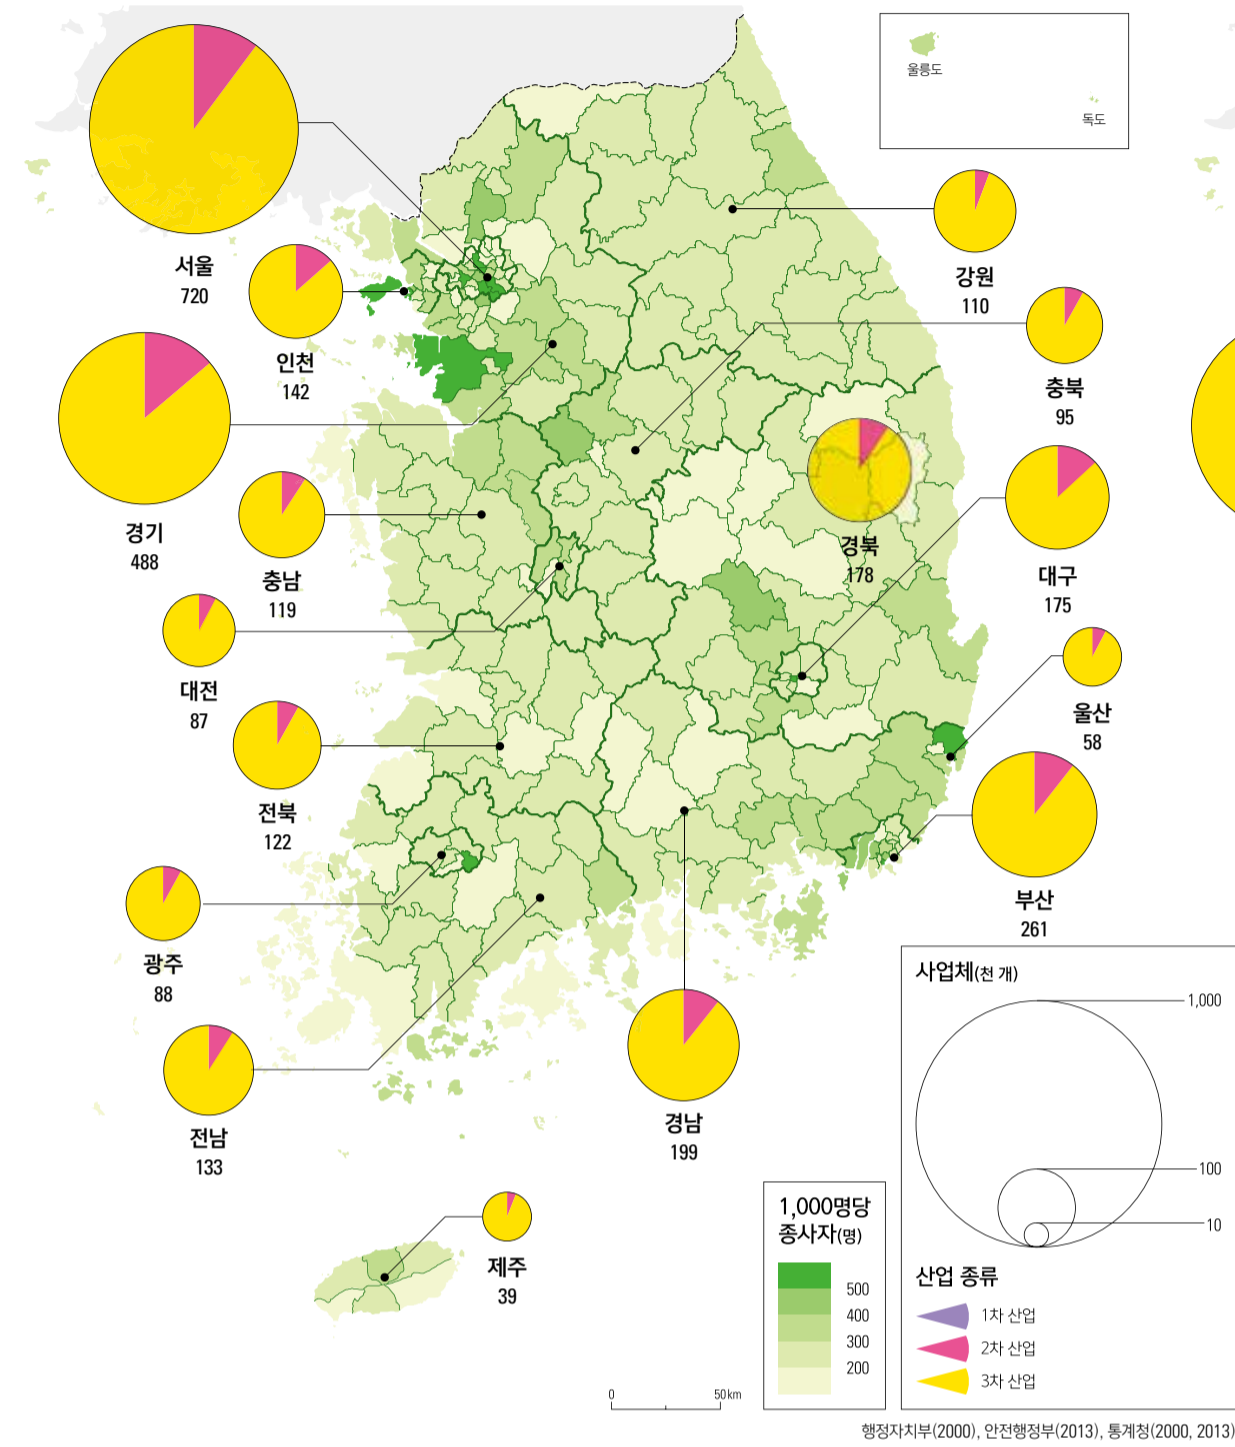 울릉도
독도
서울
720
강원
110
인천
142
충북
95
경기
488
충남
119
경북
178
대구
175
대전
87
울산
58
전북
122
부산
261
광주
88
전남
133
경남
199
제주
39
1,000명당
종사자(명)
500
400
300
200
사업체(천 개)
1,000
100
10
산업 종류
1차 산업
2차 산업
3차 산업
0 50km
행정자치부(2000), 안전행정부(2013), 통계청(2000, 2013)